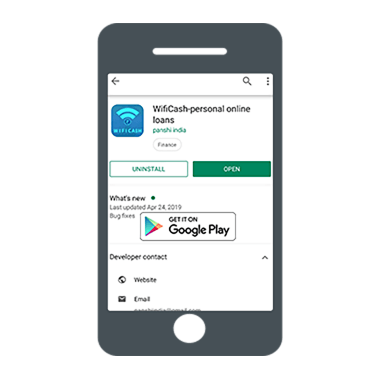 WifiCash-personal online
loans
panshi india
Finance
WIFICASH
UNINSTALL
OPEN
What's new
Last updated Apr 24, 2019
Bug fixes
GET IT ON
Google Play
Developer contact
Website
Email